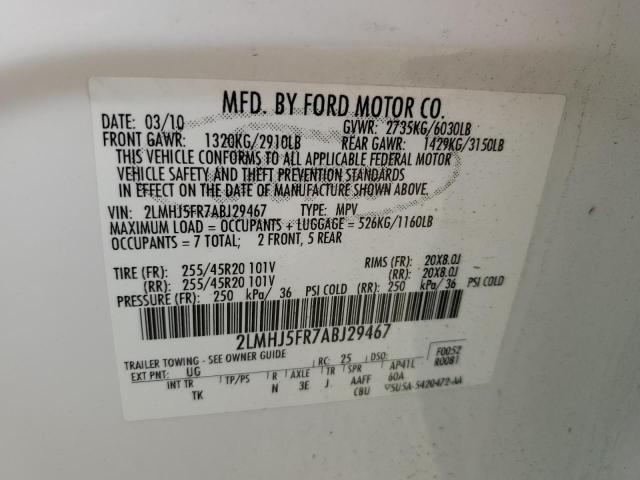 MFD. BY FORD MOTOR CO.
DATE: 03/10 GVWR: 2735KG/6030LB
FRONT GAWR: 1320KG/2910LB REAR GAWR: 1429KG/3150LB
THIS VEHICLE CONFORMS TO ALL APPLICABLE FEDERAL MOTOR
VEHICLE SAFETY AND THEFT PREVENTION STANDARDS
IN EFFECT ON THE DATE OF MANUFACTURE SHOWN ABOVE.
VIN: 2LMHJ5FR7ABJ29467 TYPE: MPV
MAXIMUM LOAD = OCCUPANTS + LUGGAGE = 526KG/1160LB
OCCUPANTS = 7 TOTAL; 2 FRONT, 5 REAR
TIRE (FR): 255/45R20 101V RIMS (FR): 20X8.0J
(RR): 255/45R20 101V (RR): 20X8.0J
PRESSURE (FR): 250 kPa/ 36 PSI COLD (RR): 250 kPa/ 36 PSI COLD
2LMHJ5FR7ABJ29467
TRAILER TOWING - SEE OWNER GUIDE RC: 25 DSO: F0052
EXT PNT: UG AP41L R0081
INT TR TP/PS R AXLE TR SPR 60A
TK N 3E J AAFF
CBU 5U5A-5420472-AA